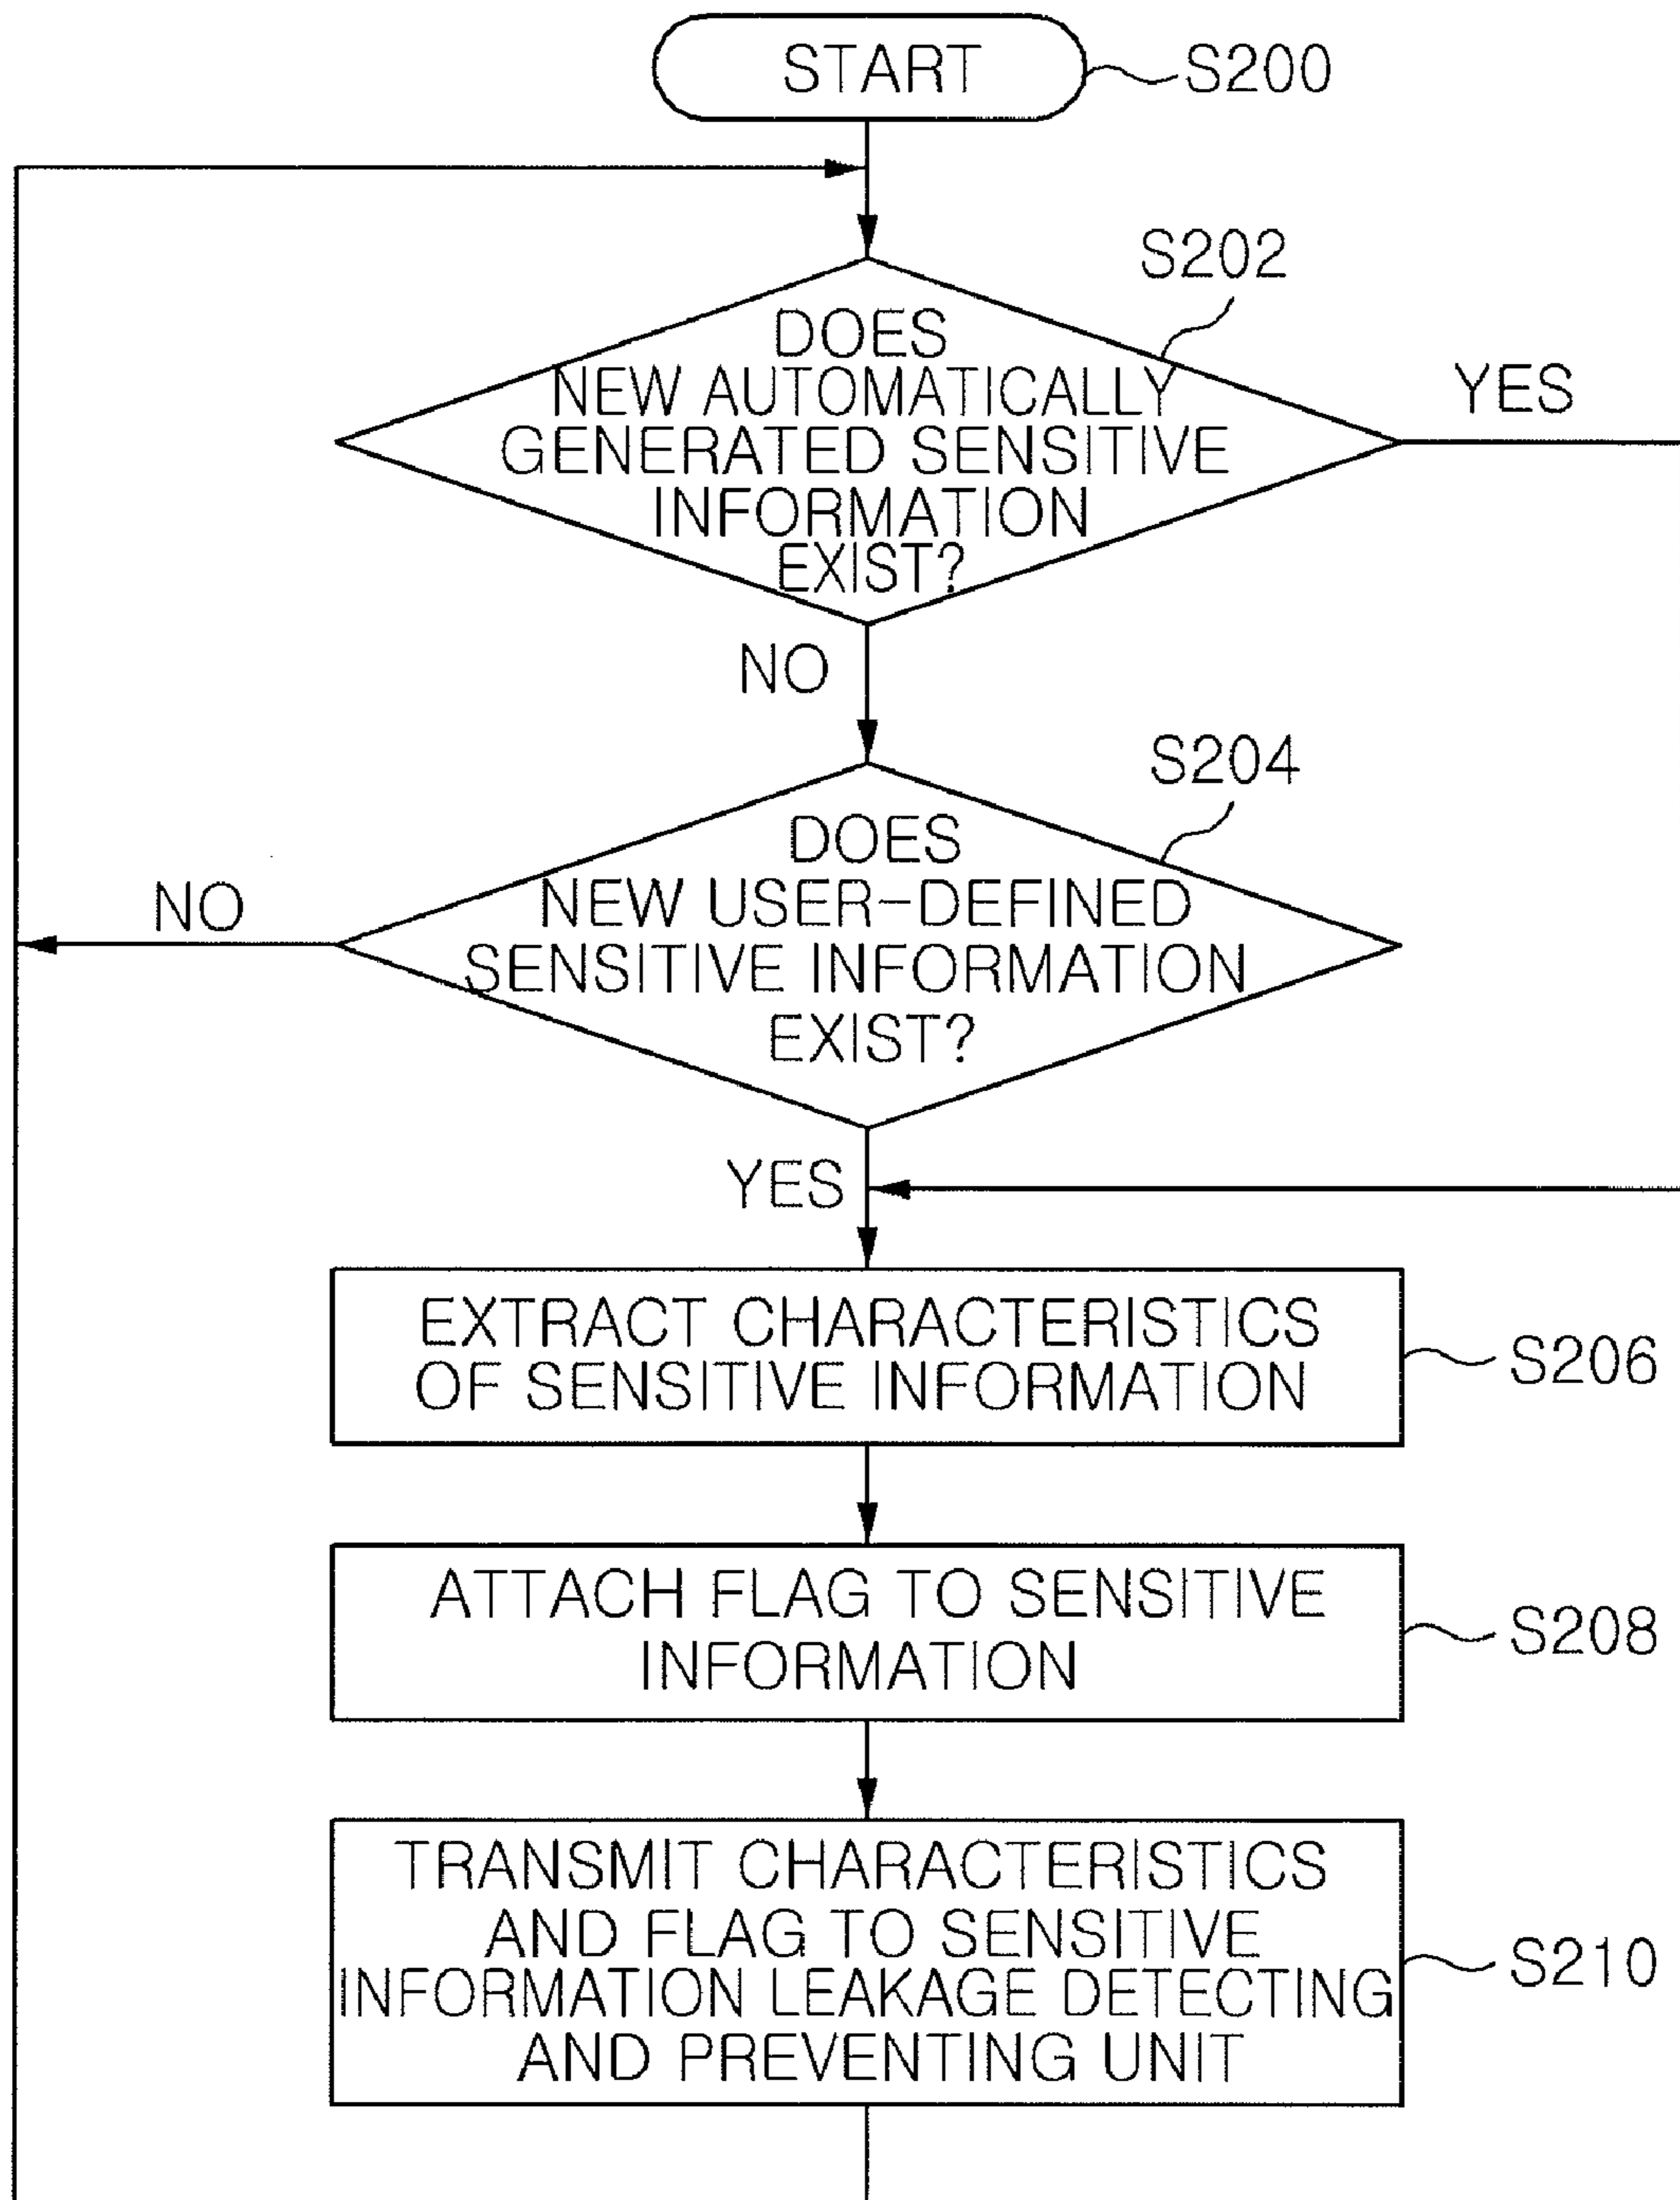 START
S200
S202
DOES
NEW AUTOMATICALLY
GENERATED SENSITIVE
INFORMATION
EXIST?
YES
NO
S204
DOES
NEW USER-DEFINED
SENSITIVE INFORMATION
EXIST?
NO
YES
EXTRACT CHARACTERISTICS
OF SENSITIVE INFORMATION
S206
ATTACH FLAG TO SENSITIVE
INFORMATION
S208
TRANSMIT CHARACTERISTICS
AND FLAG TO SENSITIVE
INFORMATION LEAKAGE DETECTING
AND PREVENTING UNIT
S210